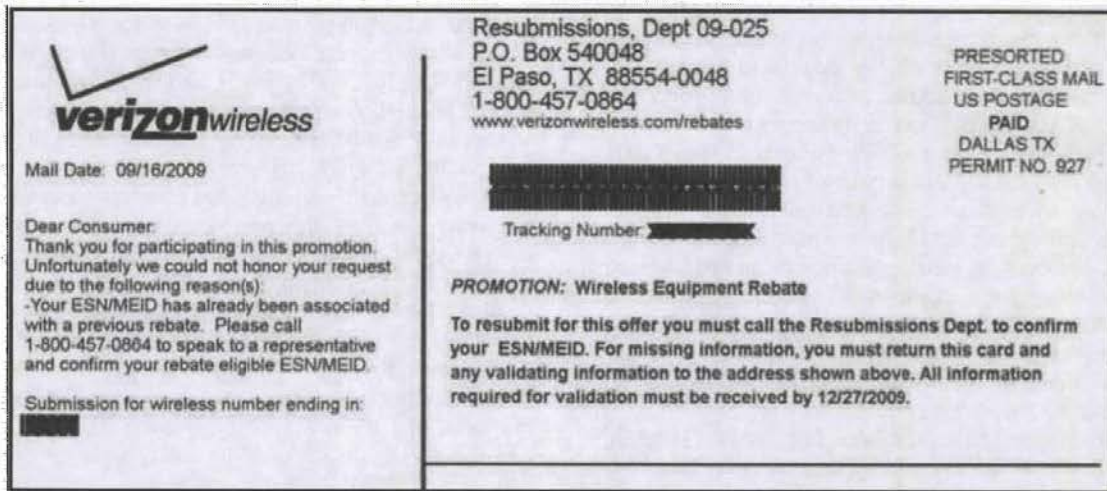 verizonwireless
Mail Date: 09/16/2009
Dear Consumer:
Thank you for participating in this promotion.
Unfortunately we could not honor your request
due to the following reason(s):
-Your ESN/MEID has already been associated
with a previous rebate. Please call
1-800-457-0864 to speak to a representative
and confirm your rebate eligible ESN/MEID.
Submission for wireless number ending in:
Resubmissions, Dept 09-025
P.O. Box 540048
El Paso, TX 88554-0048
1-800-457-0864
www.verizonwireless.com/rebates
PRESORTED
FIRST-CLASS MAIL
US POSTAGE
PAID
DALLAS TX
PERMIT NO. 927
Tracking Number:
PROMOTION: Wireless Equipment Rebate
To resubmit for this offer you must call the Resubmissions Dept. to confirm
your ESN/MEID. For missing information, you must return this card and
any validating information to the address shown above. All information
required for validation must be received by 12/27/2009.